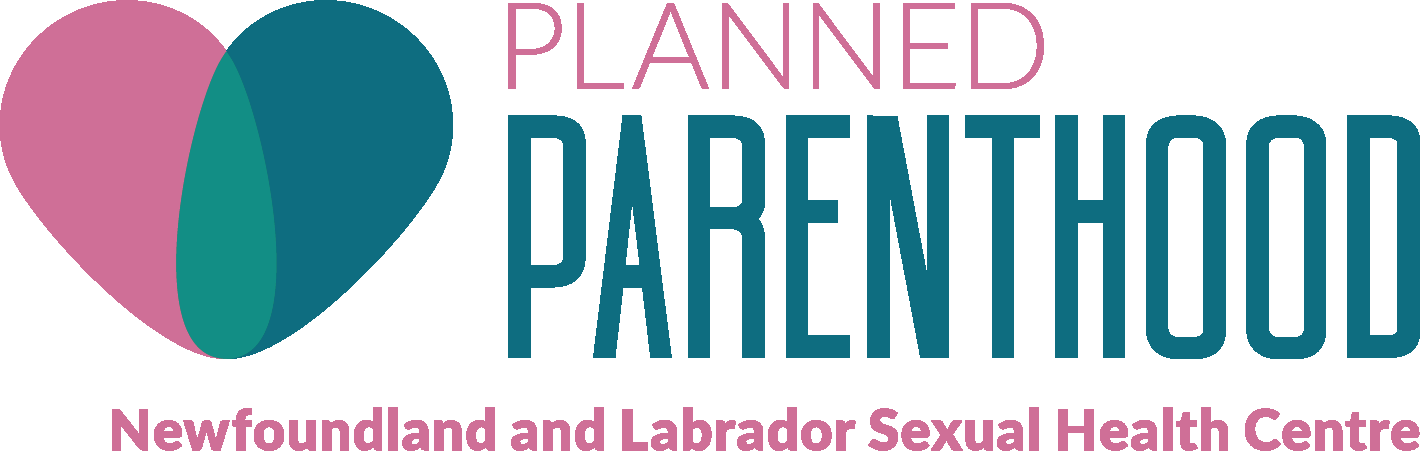 PLANNED
PARENTHOOD
Newfoundland and Labrador Sexual Health Centre